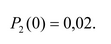 P₂(0) = 0,02.